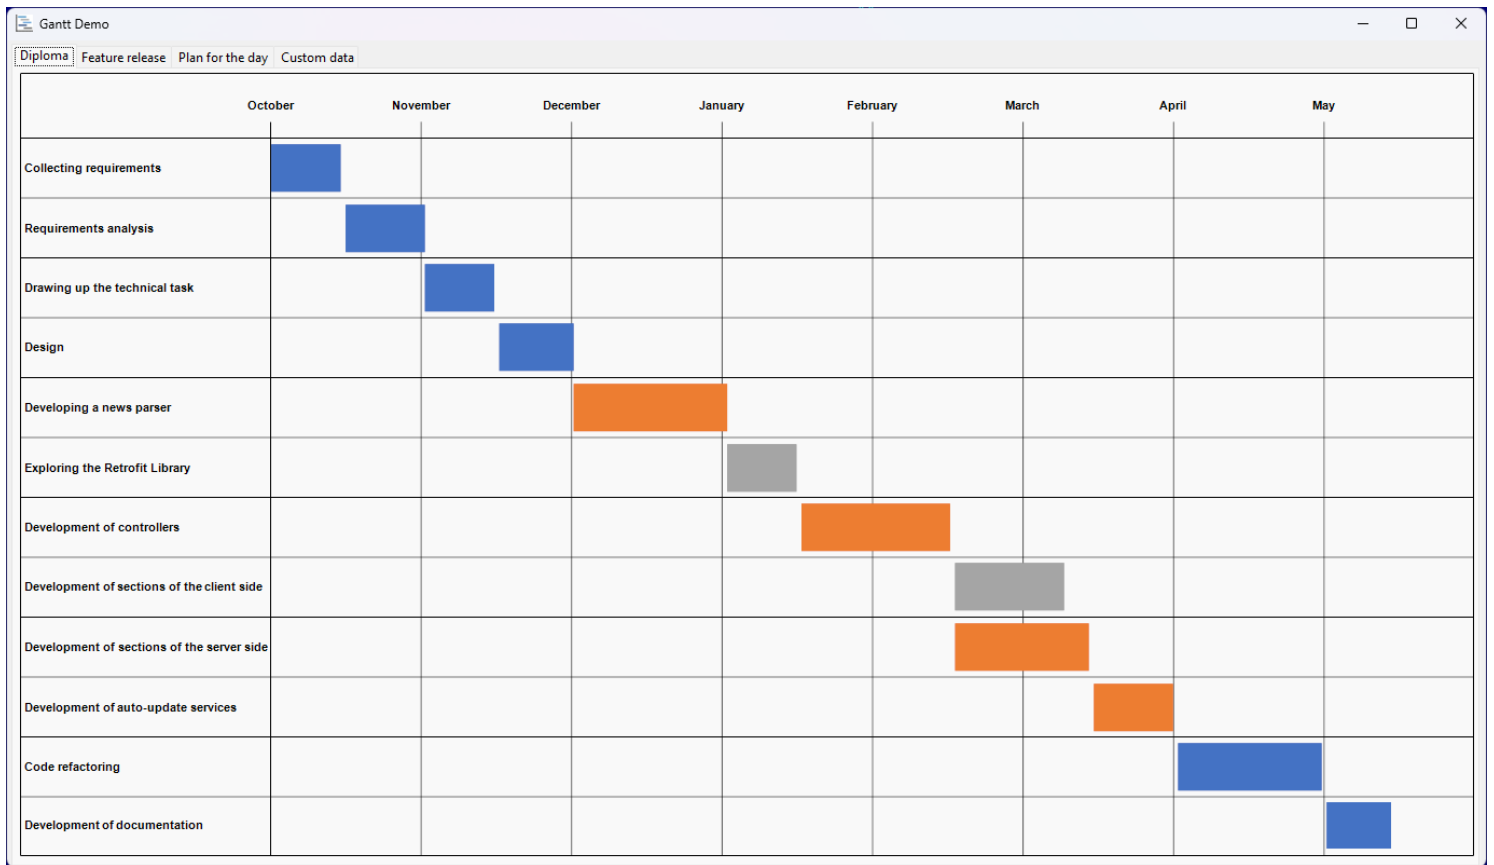 Gantt Demo
Diploma Feature release Plan for the day Custom data
October November December January February March April May
Collecting requirements
Requirements analysis
Drawing up the technical task
Design
Developing a news parser
Exploring the Retrofit Library
Development of controllers
Development of sections of the client side
Development of sections of the server side
Development of auto-update services
Code refactoring
Development of documentation